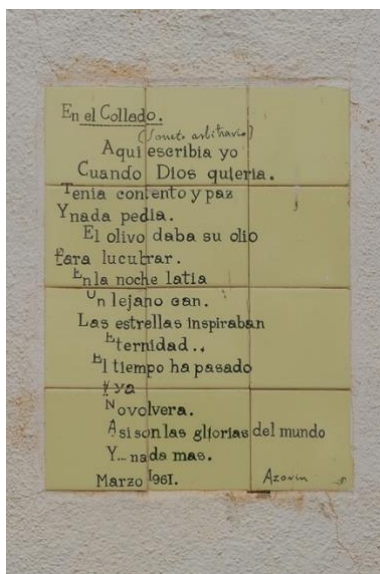 En el Collado.
(Soneto arbitrario)
Aqui escribia yo
Cuando Dios queria.
Tenia contento y paz
Y nada pedia.
El olivo daba su olio
Para lucubrar.
En la noche latia
Un lejano can.
Las estrellas inspiraban
Eternidad..
El tiempo ha pasado
Y ya
No volvera.
Asi son las glorias del mundo
Y... nada mas.
Marzo 1961. Azorin